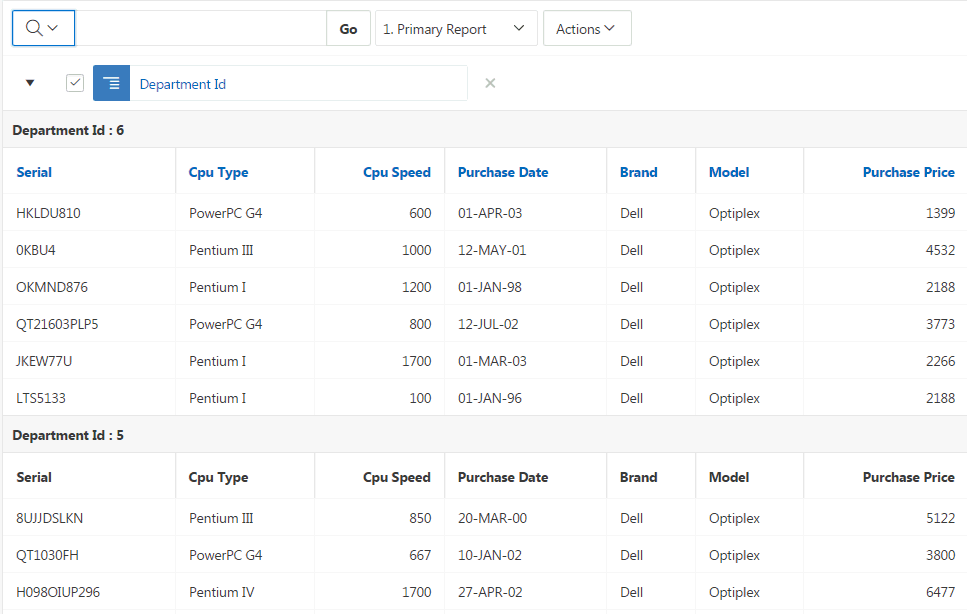 Go 1. Primary Report Actions
Department Id
Department Id : 6
Serial Cpu Type Cpu Speed Purchase Date Brand Model Purchase Price
HKLDU810 PowerPC G4 600 01-APR-03 Dell Optiplex 1399
0KBU4 Pentium III 1000 12-MAY-01 Dell Optiplex 4532
OKMND876 Pentium I 1200 01-JAN-98 Dell Optiplex 2188
QT21603PLP5 PowerPC G4 800 12-JUL-02 Dell Optiplex 3773
JKEW77U Pentium I 1700 01-MAR-03 Dell Optiplex 2266
LTS5133 Pentium I 100 01-JAN-96 Dell Optiplex 2188
Department Id : 5
Serial Cpu Type Cpu Speed Purchase Date Brand Model Purchase Price
8UJJDSLKN Pentium III 850 20-MAR-00 Dell Optiplex 5122
QT1030FH PowerPC G4 667 10-JAN-02 Dell Optiplex 3800
H098OIUP296 Pentium IV 1700 27-APR-02 Dell Optiplex 6477